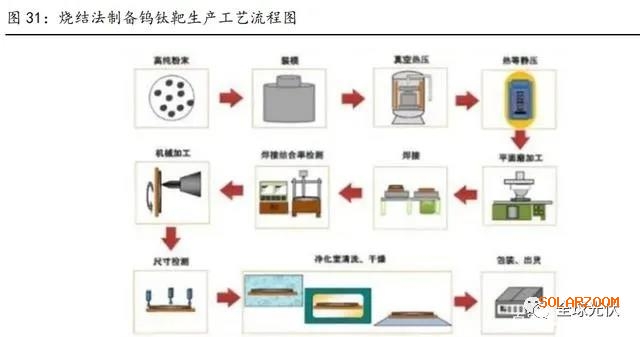 图 31：烧结法制备钨钛靶生产工艺流程图
高纯粉末
装模
真空热压
热等静压
机械加工
焊接结合率检测
焊接
平面磨加工
尺寸检测
净化室清洗、干燥
包装、出货
SOLARZOOM
全球光伏